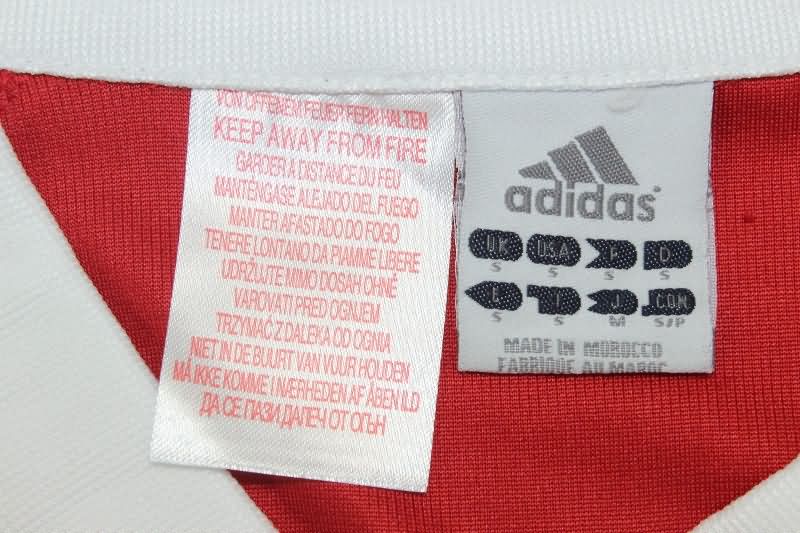 VON OFFENEM FEUER FERN HALTEN
KEEP AWAY FROM FIRE
GARDER A DISTANCE DU FEU
MANTÉNGASE ALEJADO DEL FUEGO
MANTER AFASTADO DO FOGO
TENERE LONTANO DA FIAMME LIBERE
UDRŽUJTE MIMO DOSAH OHNĚ
VAROVATI PRED OGNJEM
TRZYMAĆ Z DALEKA OD OGNIA
NIET IN DE BUURT VAN VUUR HOUDEN
MÅ IKKE KOMME I NÆRHEDEN AF ÅBEN ILD
ДА СЕ ПАЗИ ДАЛЕЧ ОТ ОГЪН
adidas
UK USA P D
S S S S
E I J COM
S S M S/P
MADE IN MOROCCO
FABRIQUÉ AU MAROC